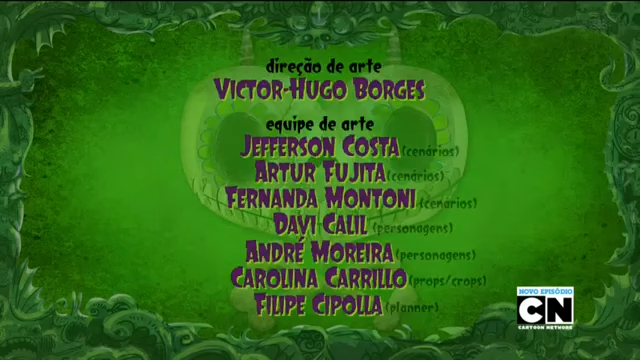 direção de arte
VICTOR-HUGO BORGES
equipe de arte
JEFFERSON COSTA (cenários)
ARTUR FUJITA (cenários)
FERNANDA MONTONI (cenários)
DAVI CALIL (personagens)
ANDRÉ MOREIRA (personagens)
CAROLINA CARRILLO (props/crops)
FILIPE CIPOLLA (planner)
NOVO EPISÓDIO
CN
CARTOON NETWORK